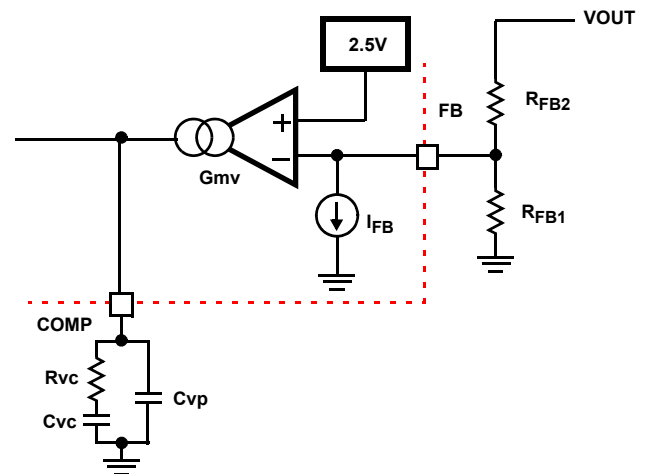 VOUT
2.5V
RFB2
FB
+
−
Gmv
IFB
RFB1
COMP
Rvc
Cvp
Cvc